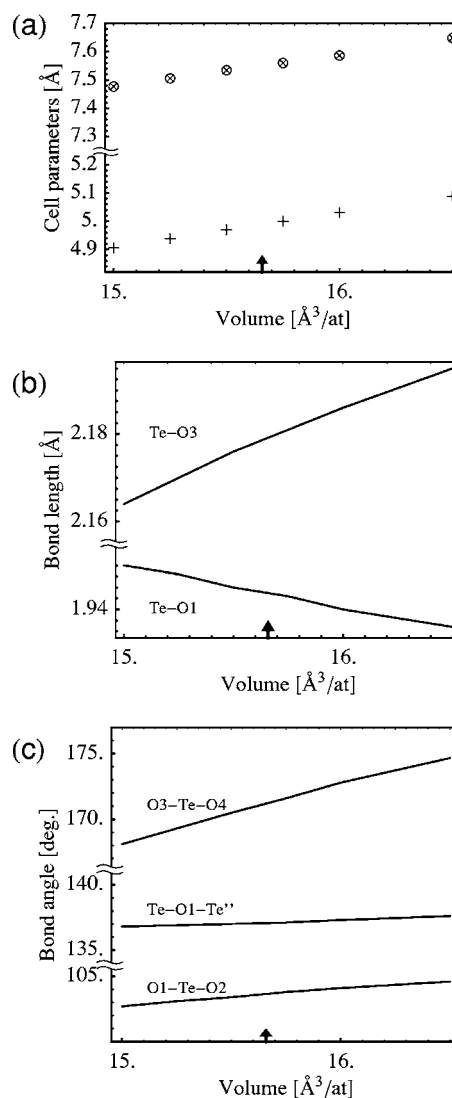 (a)
7.7
7.6
7.5
7.4
7.3
5.2
5.1
5.
4.9
Cell parameters [Å]
15. 16.
Volume [Å³/at]
(b)
2.18
2.16
1.94
Bond length [Å]
Te−O3
Te−O1
15. 16.
Volume [Å³/at]
(c)
175.
170.
140.
135.
105.
Bond angle [deg.]
O3−Te−O4
Te−O1−Te’’
O1−Te−O2
15. 16.
Volume [Å³/at]